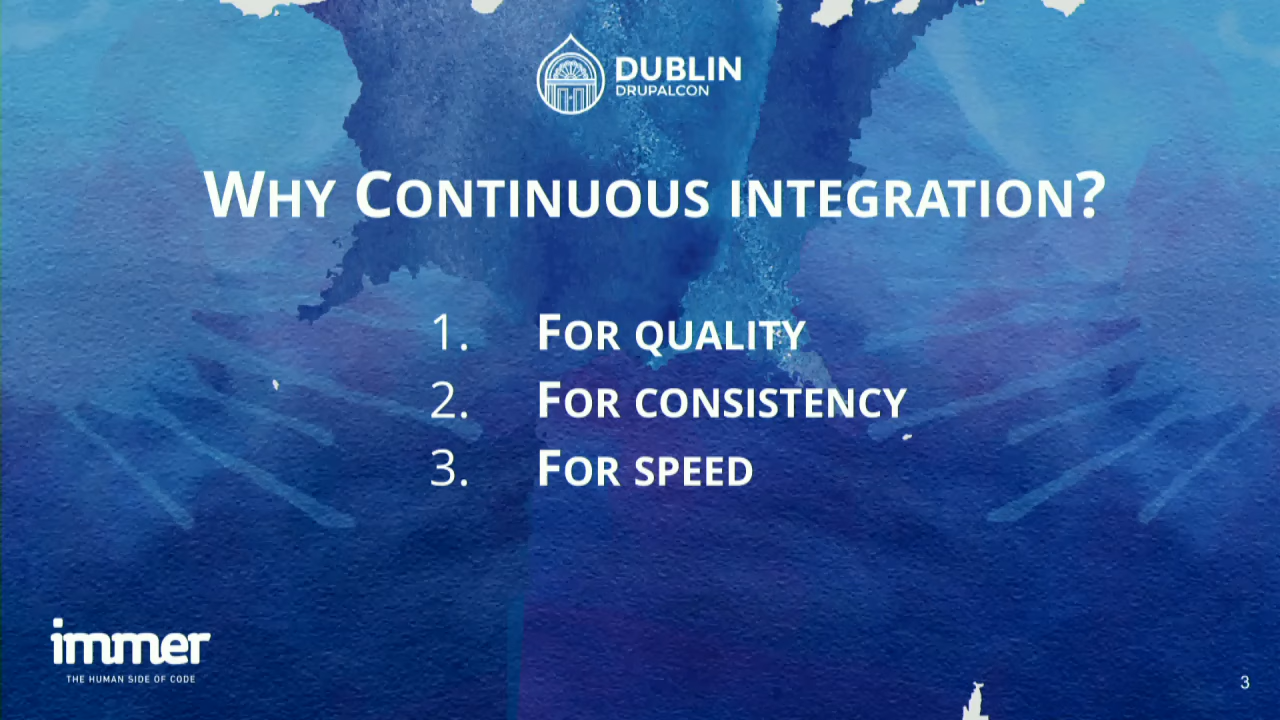 DUBLIN
DRUPALCON
WHY CONTINUOUS INTEGRATION?
1. FOR QUALITY
2. FOR CONSISTENCY
3. FOR SPEED
immer
THE HUMAN SIDE OF CODE
3